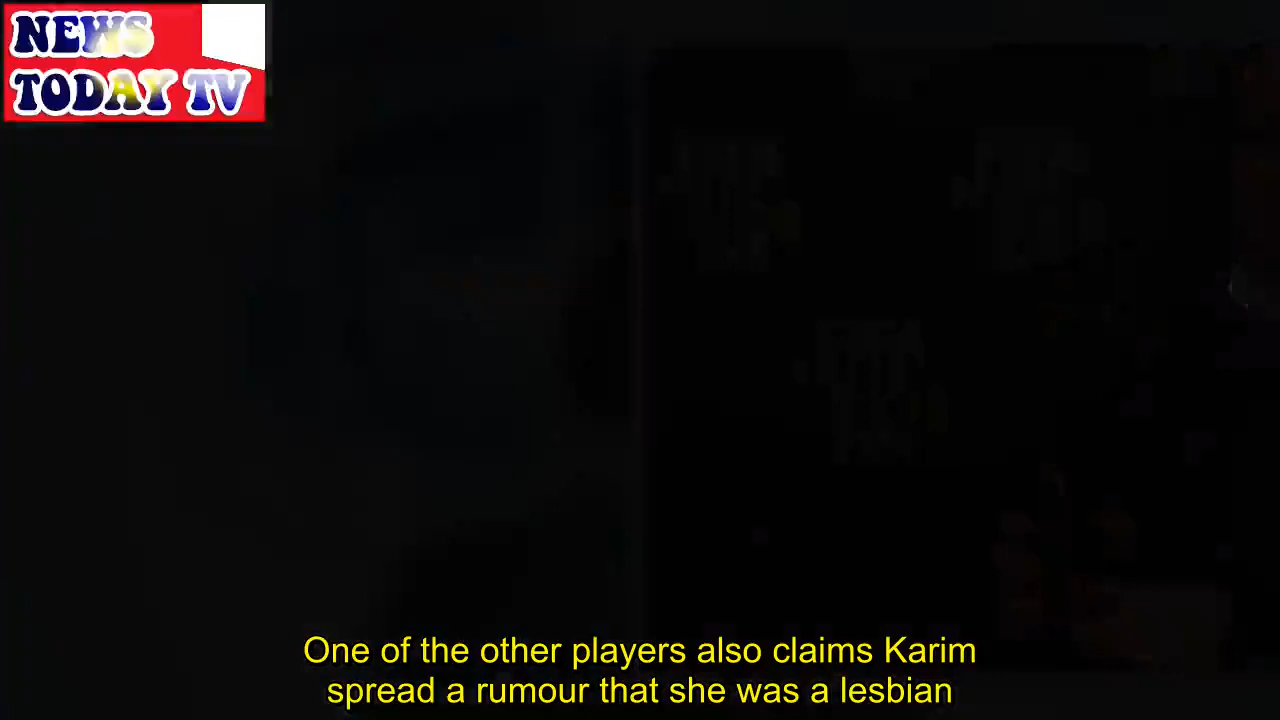 NEWS
TODAY TV
One of the other players also claims Karim
spread a rumour that she was a lesbian